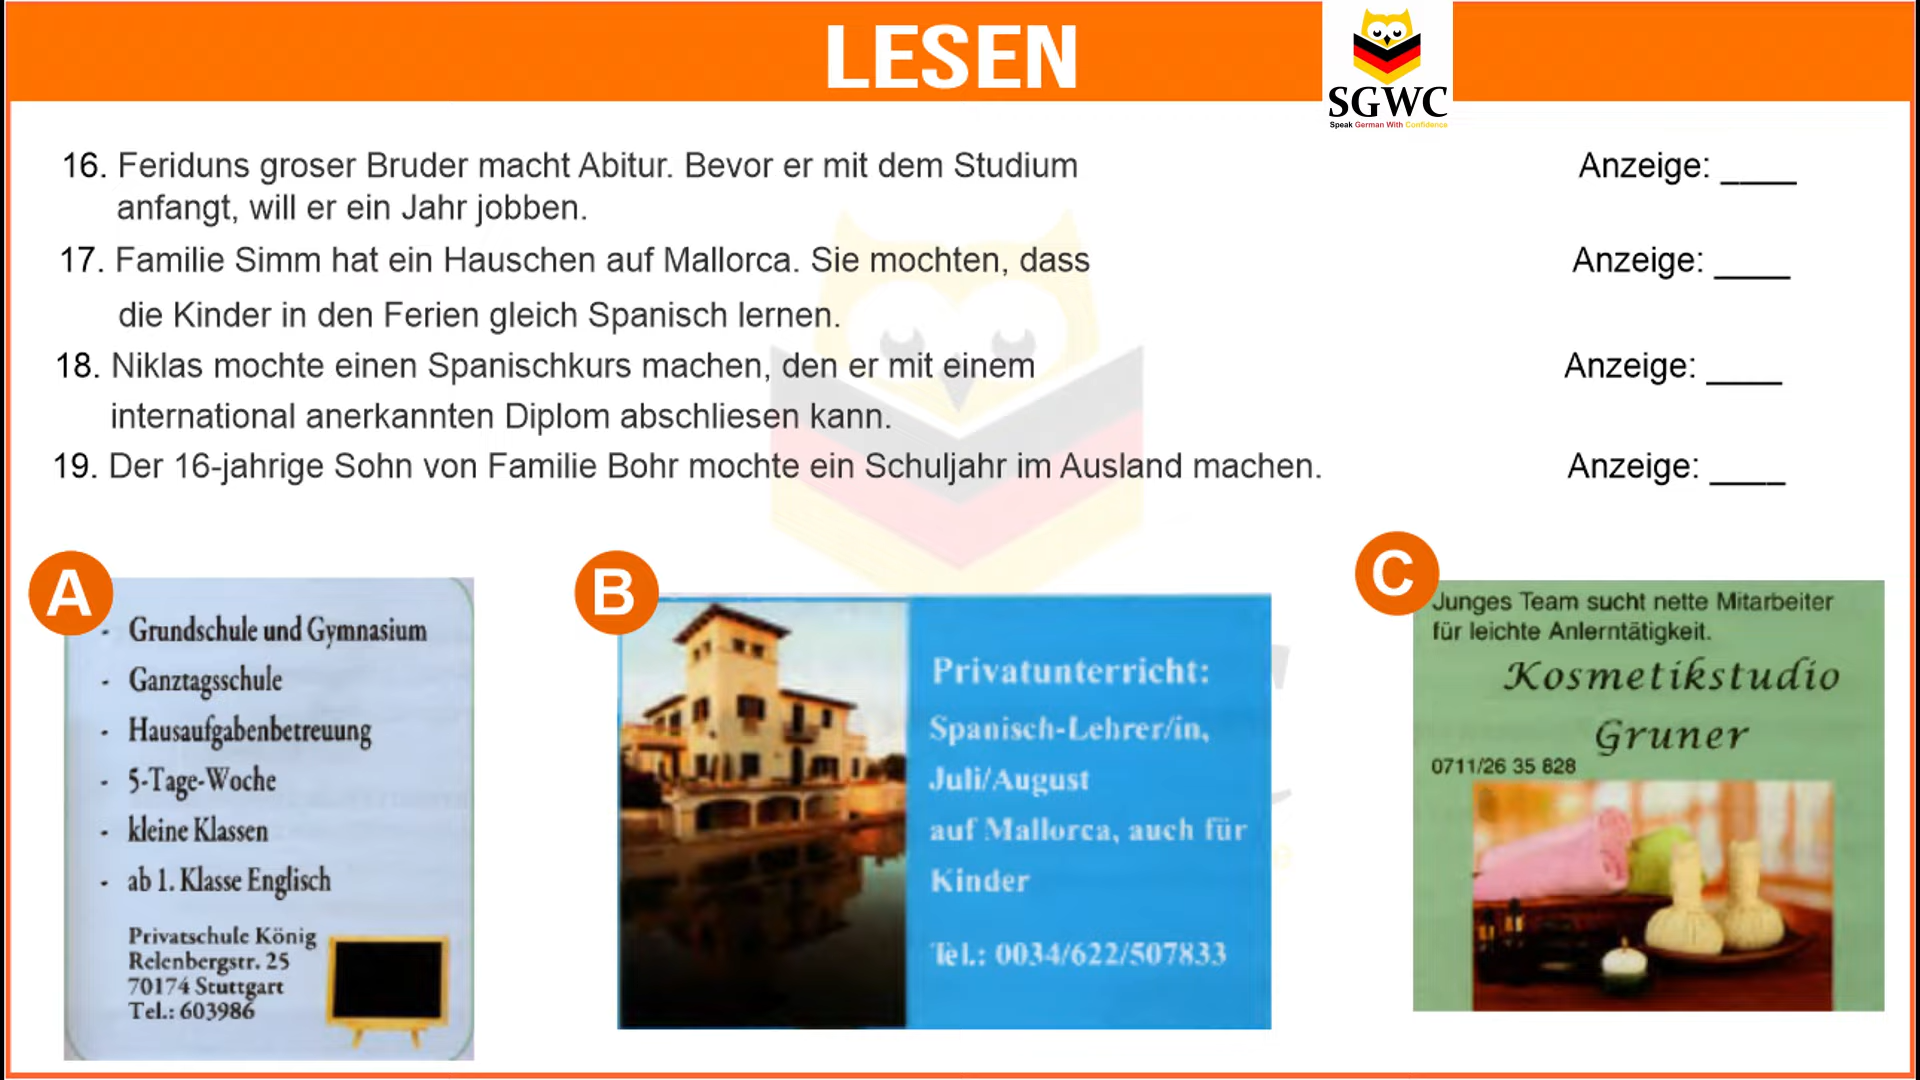 LESEN
SGWC
Speak German With Confidence
16. Feriduns groser Bruder macht Abitur. Bevor er mit dem Studium
anfangt, will er ein Jahr jobben.
Anzeige: ____
17. Familie Simm hat ein Hauschen auf Mallorca. Sie mochten, dass
die Kinder in den Ferien gleich Spanisch lernen.
Anzeige: ____
18. Niklas mochte einen Spanischkurs machen, den er mit einem
international anerkannten Diplom abschliesen kann.
Anzeige: ____
19. Der 16-jahrige Sohn von Familie Bohr mochte ein Schuljahr im Ausland machen.
Anzeige: ____
A
- Grundschule und Gymnasium
- Ganztagsschule
- Hausaufgabenbetreuung
- 5-Tage-Woche
- kleine Klassen
- ab 1. Klasse Englisch
Privatschule König
Relenbergstr. 25
70174 Stuttgart
Tel.: 603986
B
Privatunterricht:
Spanisch-Lehrer/in,
Juli/August
auf Mallorca, auch für
Kinder
Tel.: 0034/622/507833
C
Junges Team sucht nette Mitarbeiter
für leichte Anlerntätigkeit.
Kosmetikstudio
Gruner
0711/26 35 828